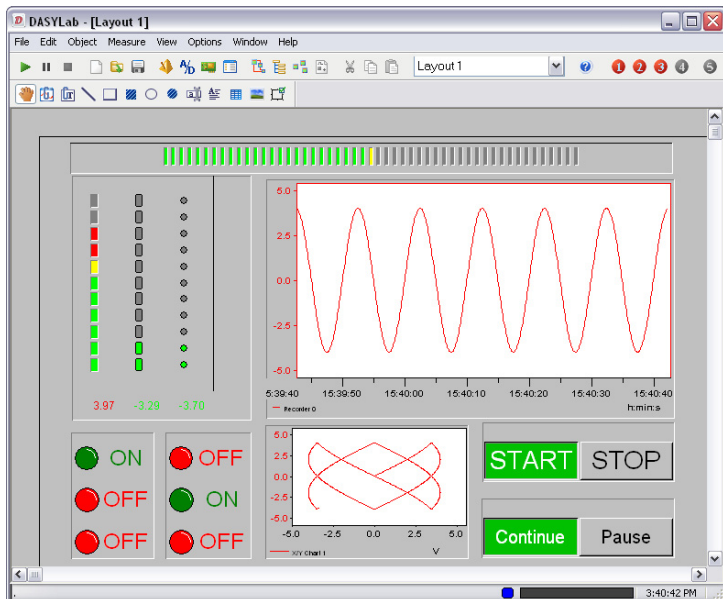 DASYLab - [Layout 1]
File Edit Object Measure View Options Window Help
A/D Layout 1 ? 1 2 3 4 5
5.0
2.5
0.0
-2.5
-5.0
5:39:40 15:39:50 15:40:00 15:40:10 15:40:20 15:40:30 15:40:40
Recorder 0 h:min:s
3.97 -3.29 -3.70
ON OFF
OFF ON
OFF OFF
5.0
2.5
0.0
-2.5
-5.0
-5.0 -2.5 0.0 2.5 5.0
X/Y Chart 1 V
START STOP
Continue Pause
3:40:42 PM